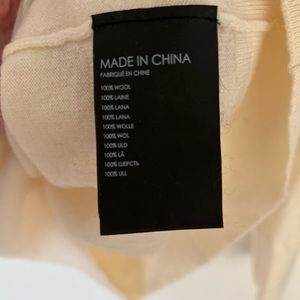 MADE IN CHINA
FABRIQUÉ EN CHINE
100% WOOL
100% LAINE
100% LANA
100% LANA
100% WOLLE
100% WOL
100% ULD
100% LÃ
100% ШЕРСТЬ
100% ULL